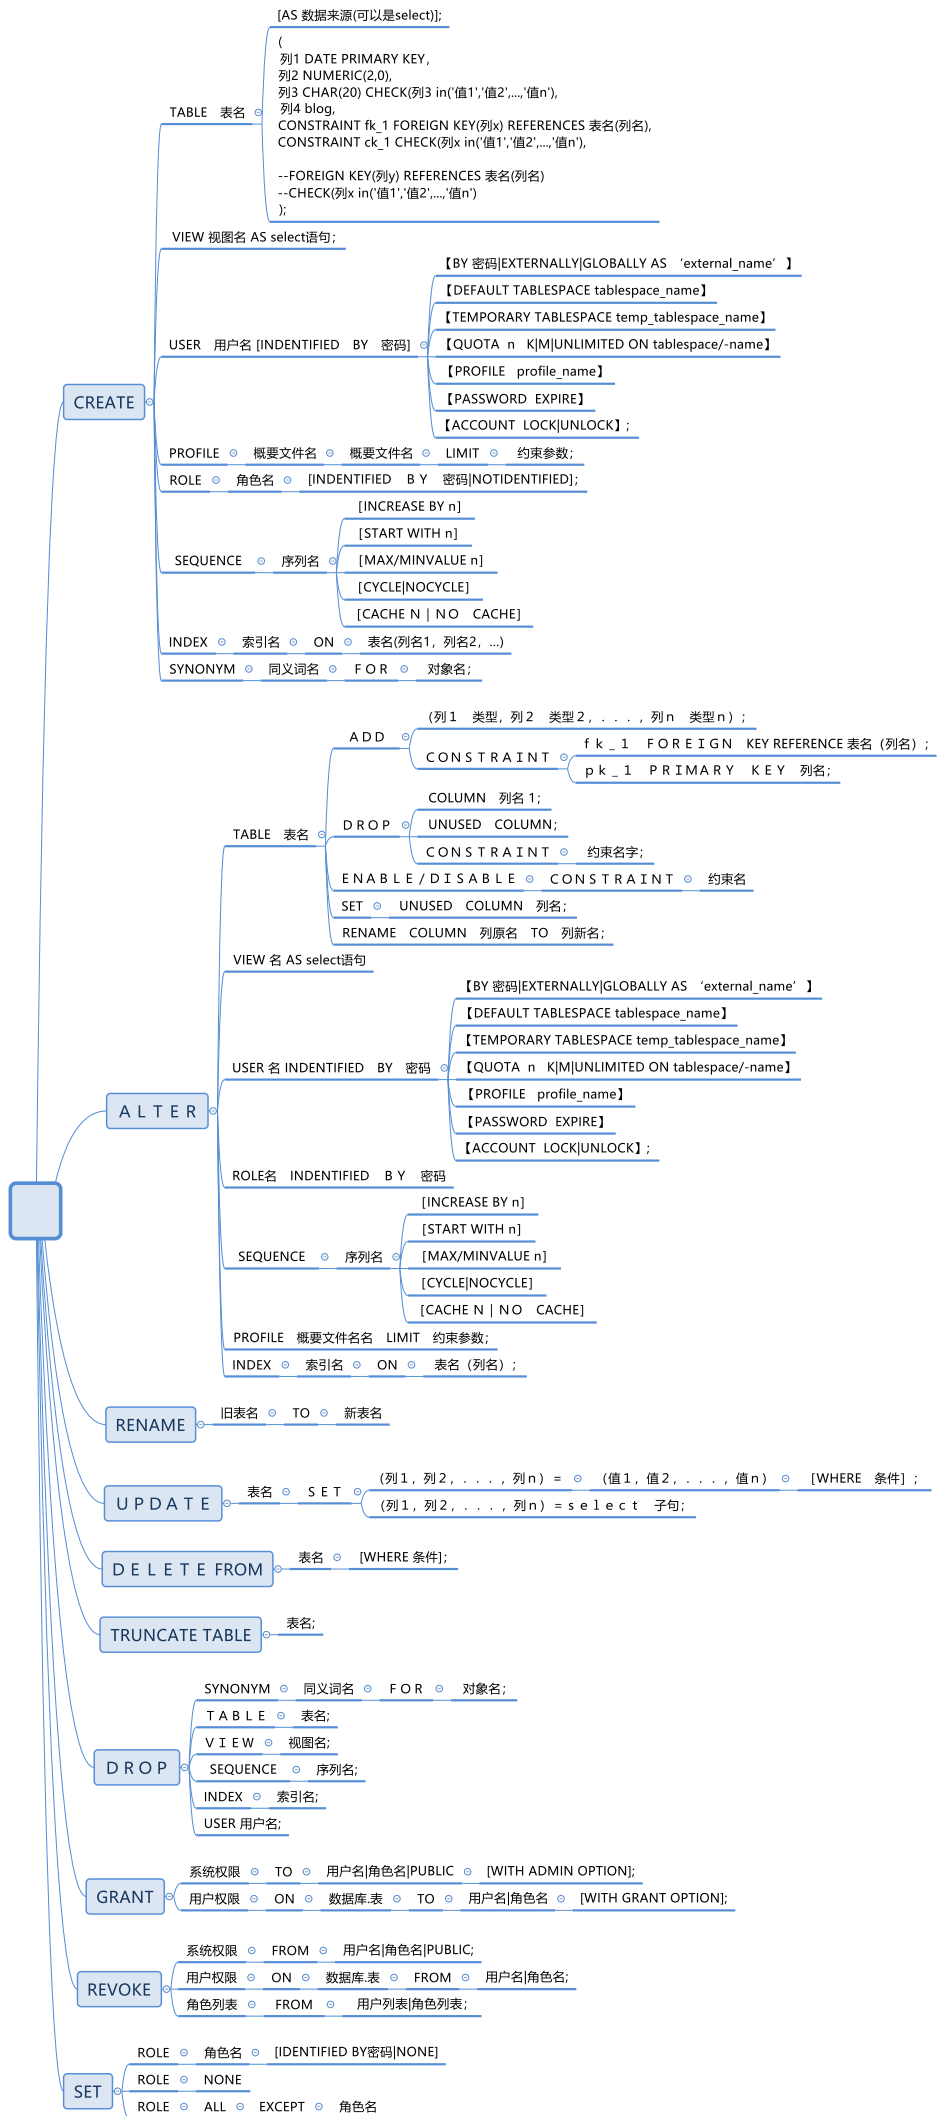 [AS 数据来源(可以是select)];
(
列1 DATE PRIMARY KEY,
列2 NUMERIC(2,0),
列3 CHAR(20) CHECK(列3 in('值1','值2',...,'值n'),
列4 blog,
CONSTRAINT fk_1 FOREIGN KEY(列x) REFERENCES 表名(列名),
CONSTRAINT ck_1 CHECK(列x in('值1','值2',...,'值n'),
--FOREIGN KEY(列y) REFERENCES 表名(列名)
--CHECK(列x in('值1','值2',...,'值n')
);
TABLE 表名
VIEW 视图名 AS select语句;
【BY 密码|EXTERNALLY|GLOBALLY AS ‘external_name’】
【DEFAULT TABLESPACE tablespace_name】
【TEMPORARY TABLESPACE temp_tablespace_name】
USER 用户名 [INDENTIFIED BY 密码]
【QUOTA n K|M|UNLIMITED ON tablespace/-name】
【PROFILE profile_name】
【PASSWORD EXPIRE】
【ACCOUNT LOCK|UNLOCK】;
CREATE
PROFILE 概要文件名 概要文件名 LIMIT 约束参数;
ROLE 角色名 [INDENTIFIED ＢＹ 密码|NOTIDENTIFIED];
[INCREASE BY n]
[START WITH n]
SEQUENCE 序列名
[MAX/MINVALUE n]
[CYCLE|NOCYCLE]
[CACHE N | ＮＯ CACHE]
INDEX 索引名 ON 表名(列名1，列名2，...)
SYNONYM 同义词名 ＦＯＲ 对象名;
（列１ 类型，列２ 类型２，．．．，列ｎ 类型ｎ）;
ＡＤＤ
ＣＯＮＳＴＲＡＩＮＴ
ｆｋ＿１ ＦＯＲＥＩＧＮ KEY REFERENCE 表名（列名）;
ｐｋ＿１ ＰＲＩＭＡＲＹ ＫＥＹ 列名;
COLUMN 列名１;
ＤＲＯＰ
UNUSED COLUMN;
ＣＯＮＳＴＲＡＩＮＴ 约束名字;
TABLE 表名
ＥＮＡＢＬＥ／ＤＩＳＡＢＬＥ ＣＯＮＳＴＲＡＩＮＴ 约束名
SET UNUSED COLUMN 列名;
RENAME COLUMN 列原名 TO 列新名;
VIEW 名 AS select语句
【BY 密码|EXTERNALLY|GLOBALLY AS ‘external_name’】
【DEFAULT TABLESPACE tablespace_name】
【TEMPORARY TABLESPACE temp_tablespace_name】
USER 名 INDENTIFIED BY 密码
【QUOTA n K|M|UNLIMITED ON tablespace/-name】
【PROFILE profile_name】
【PASSWORD EXPIRE】
【ACCOUNT LOCK|UNLOCK】;
ＡＬＴＥＲ
ROLE名 INDENTIFIED ＢＹ 密码
[INCREASE BY n]
[START WITH n]
SEQUENCE 序列名
[MAX/MINVALUE n]
[CYCLE|NOCYCLE]
[CACHE N | ＮＯ CACHE]
PROFILE 概要文件名名 LIMIT 约束参数;
INDEX 索引名 ON 表名（列名）;
RENAME 旧表名 TO 新表名
ＵＰＤＡＴＥ 表名 ＳＥＴ
（列１，列２，．．．，列ｎ）＝ （值１，值２，．．．，值ｎ） [WHERE 条件] ;
（列１，列２，．．．，列ｎ）＝ｓｅｌｅｃｔ 子句;
ＤＥＬＥＴＥ FROM 表名 [WHERE 条件];
TRUNCATE TABLE 表名;
SYNONYM 同义词名 ＦＯＲ 对象名;
ＴＡＢＬＥ 表名;
ＶＩＥＷ 视图名;
ＤＲＯＰ
SEQUENCE 序列名;
INDEX 索引名;
USER 用户名;
GRANT
系统权限 TO 用户名|角色名|PUBLIC [WITH ADMIN OPTION];
用户权限 ON 数据库.表 TO 用户名|角色名 [WITH GRANT OPTION];
REVOKE
系统权限 FROM 用户名|角色名|PUBLIC;
用户权限 ON 数据库.表 FROM 用户名|角色名;
角色列表 FROM 用户列表|角色列表;
SET
ROLE 角色名 [IDENTIFIED BY密码|NONE]
ROLE NONE
ROLE ALL EXCEPT 角色名